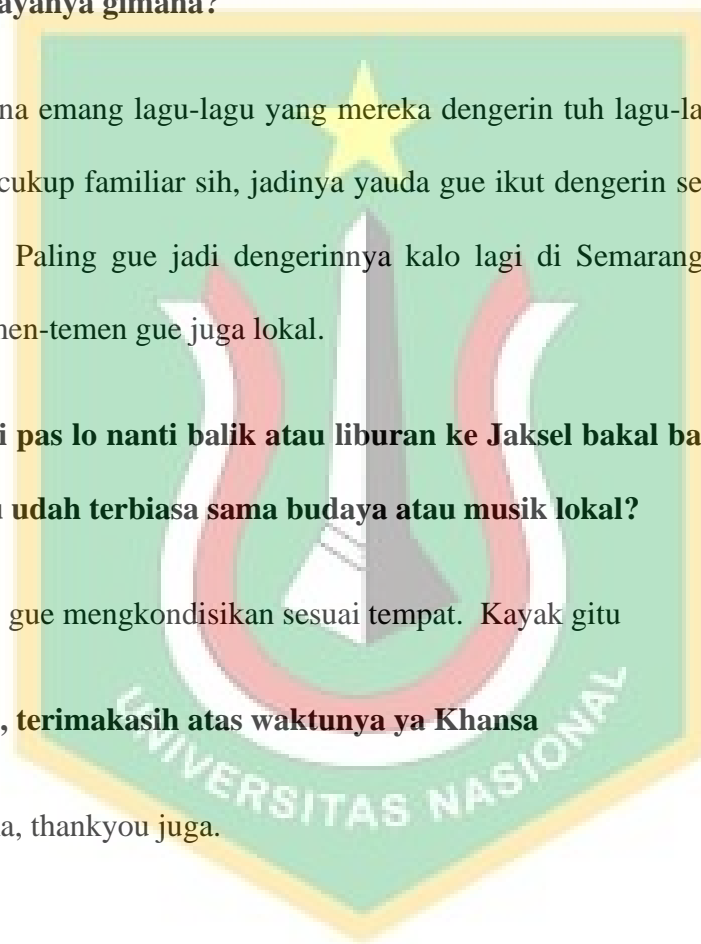 ayanya gimana?
na emang lagu-lagu yang mereka dengerin tuh lagu-la
cukup familiar sih, jadinya yauda gue ikut dengerin se
Paling gue jadi dengerinnya kalo lagi di Semarang
men-temen gue juga lokal.
i pas lo nanti balik atau liburan ke Jaksel bakal ba
u udah terbiasa sama budaya atau musik lokal?
gue mengkondisikan sesuai tempat. Kayak gitu
, terimakasih atas waktunya ya Khansa
a, thankyou juga.
UNIVERSITAS NASIONAL